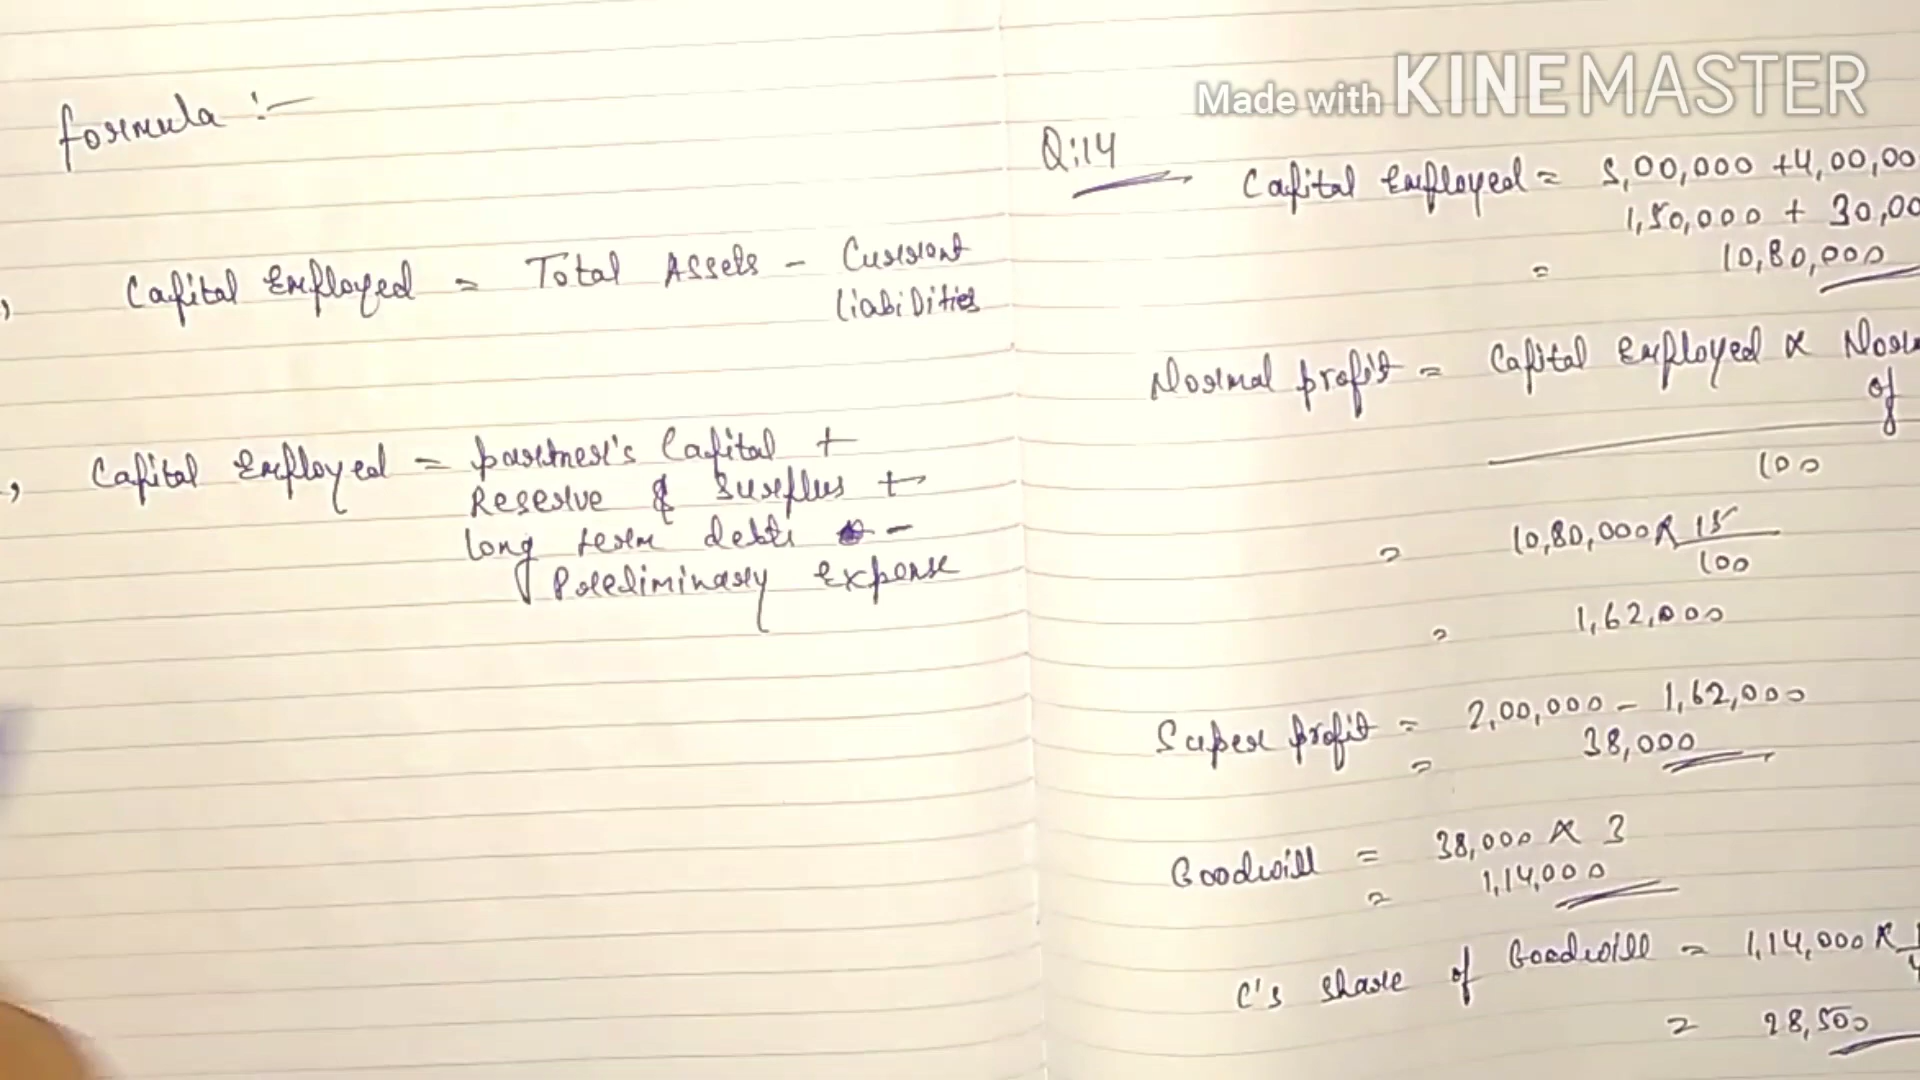 formula :-
, Capital Employed = Total Assets - Current
liabilities
, Capital Employed = partner's Capital +
Reserve & Surplus +
long term debts -
Preliminary expense
Made with KINEMASTER
Q:14
Capital Employed = 5,00,000 + 4,00,00
1,50,000 + 30,00
= 10,80,000
Normal profit = Capital Employed ×
of
100
= 10,80,000 × 15
100
= 1,62,000
Super profit = 2,00,000 - 1,62,000
= 38,000
Goodwill = 38,000 × 3
= 1,14,000
C's share of Goodwill = 1,14,000 ×
= 28,500